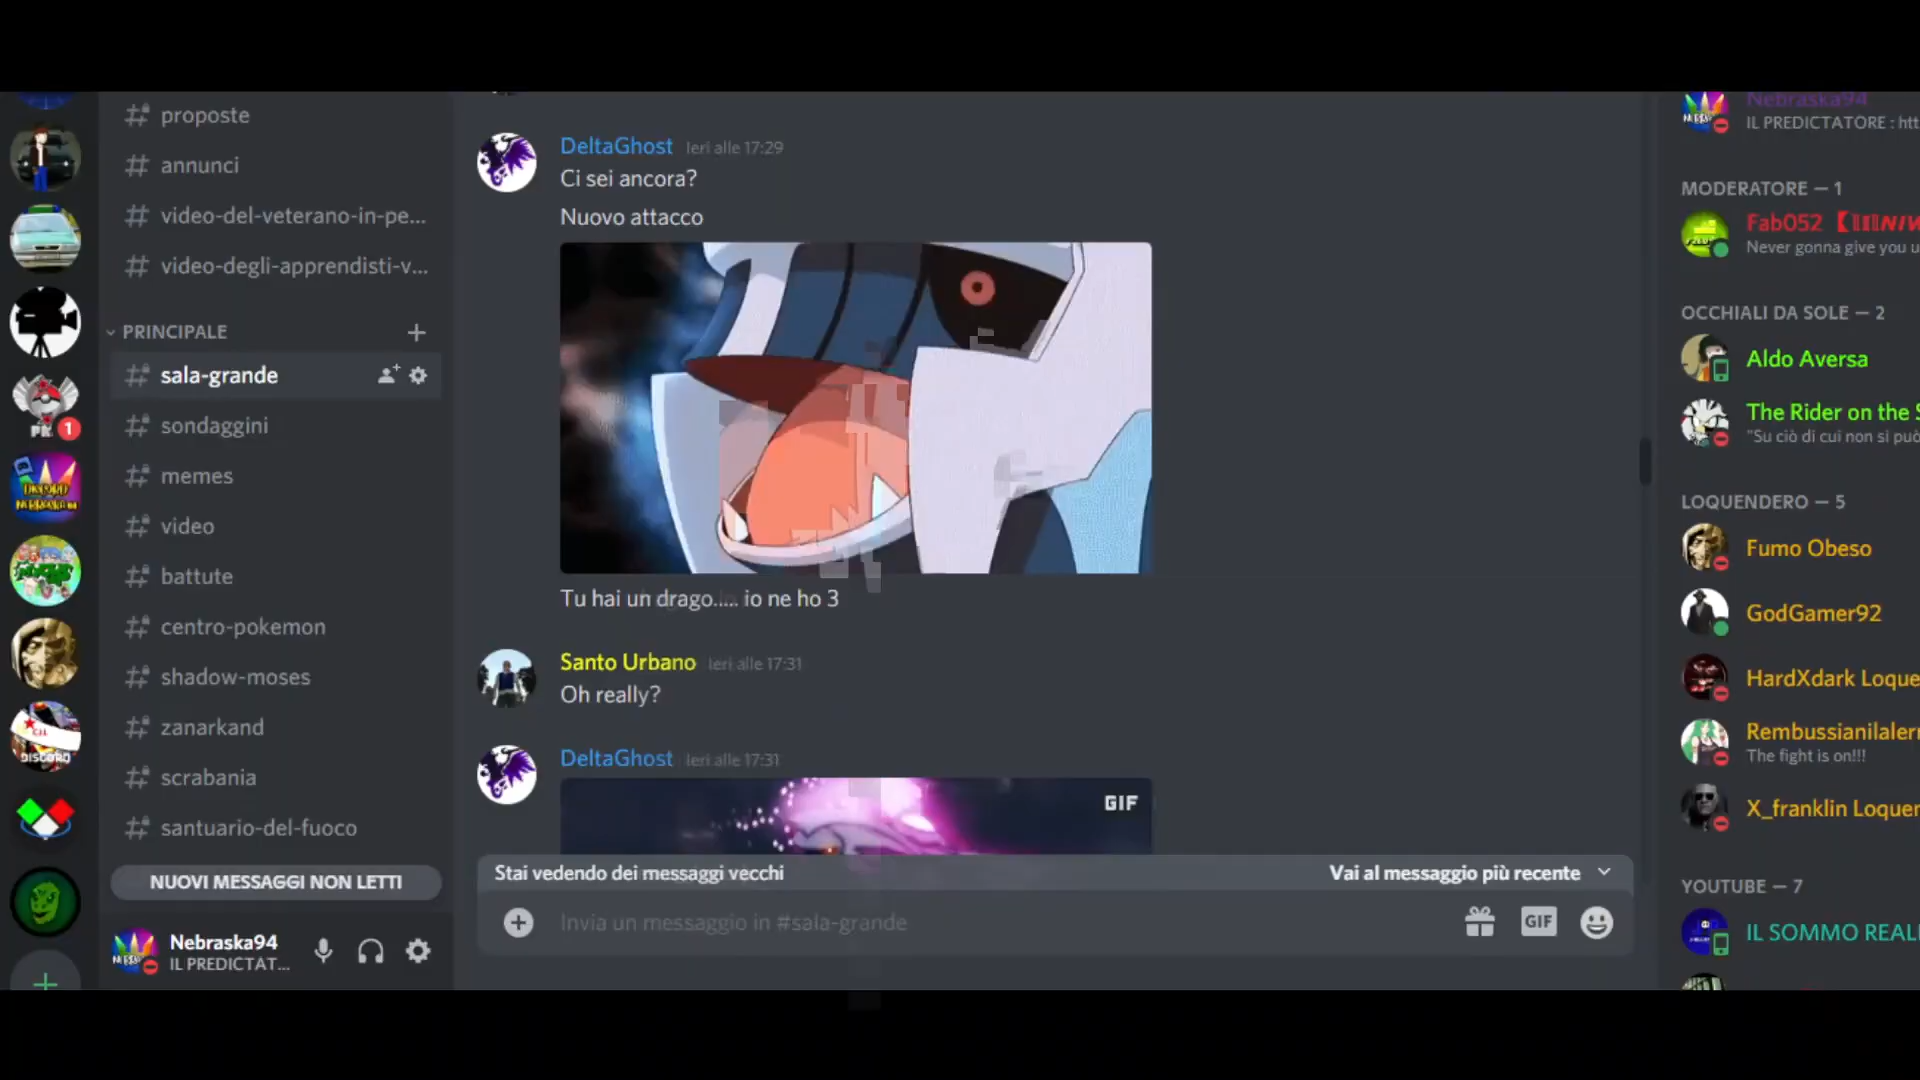 proposte
annunci
video-del-veterano-in-pe...
video-degli-apprendisti-v...
PRINCIPALE
sala-grande
sondaggini
memes
video
battute
centro-pokemon
shadow-moses
zanarkand
scrabania
santuario-del-fuoco
NUOVI MESSAGGI NON LETTI
Nebraska94
IL PREDICTAT...
1
DISCORD
DeltaGhost Ieri alle 17:29
Ci sei ancora?
Nuovo attacco
Tu hai un drago..... io ne ho 3
Santo Urbano Ieri alle 17:31
Oh really?
DeltaGhost Ieri alle 17:31
GIF
Stai vedendo dei messaggi vecchi
Vai al messaggio più recente
Invia un messaggio in #sala-grande
GIF
Nebraska94
IL PREDICTATORE : htt
MODERATORE — 1
Fab052
Never gonna give you u
OCCHIALI DA SOLE — 2
Aldo Aversa
The Rider on the S
"Su ciò di cui non si può
LOQUENDERO — 5
Fumo Obeso
GodGamer92
HardXdark Loque
Rembussianilaler
The fight is on!!!
X_franklin Loquer
YOUTUBE — 7
IL SOMMO REAL